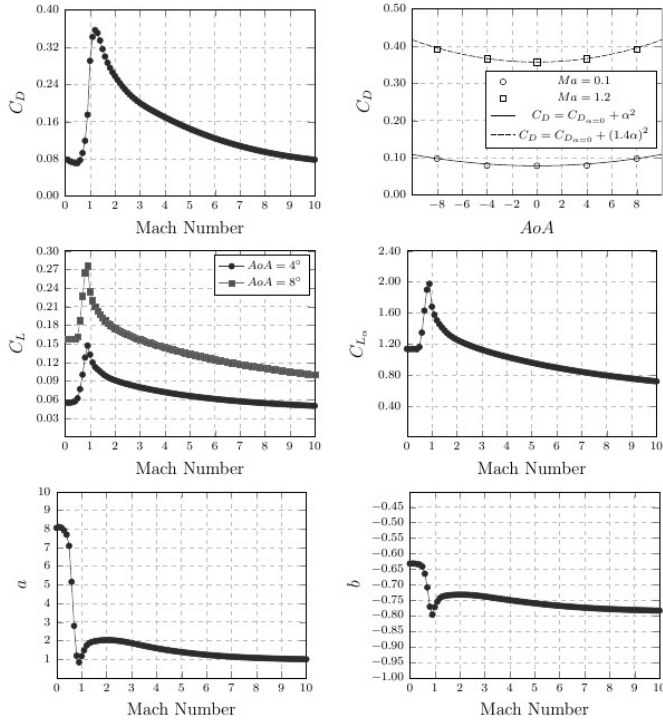 0.40
0.32
0.24
0.16
0.08
0.00
C_D
0 1 2 3 4 5 6 7 8 9 10
Mach Number
0.50
0.40
0.30
0.20
0.10
0.00
C_D
Ma = 0.1
Ma = 1.2
C_D = C_{D_{α=0}} + α²
C_D = C_{D_{α=0}} + (1.4α)²
−8 −6 −4 −2 0 2 4 6 8
AoA
0.30
0.27
0.24
0.21
0.18
0.15
0.12
0.09
0.06
0.03
C_L
AoA = 4°
AoA = 8°
0 1 2 3 4 5 6 7 8 9 10
Mach Number
2.40
2.00
1.60
1.20
0.80
0.40
C_{L_α}
0 1 2 3 4 5 6 7 8 9 10
Mach Number
10
9
8
7
6
5
4
3
2
1
a
0 1 2 3 4 5 6 7 8 9 10
Mach Number
−0.45
−0.50
−0.55
−0.60
−0.65
−0.70
−0.75
−0.80
−0.85
−0.90
−0.95
−1.00
b
0 1 2 3 4 5 6 7 8 9 10
Mach Number